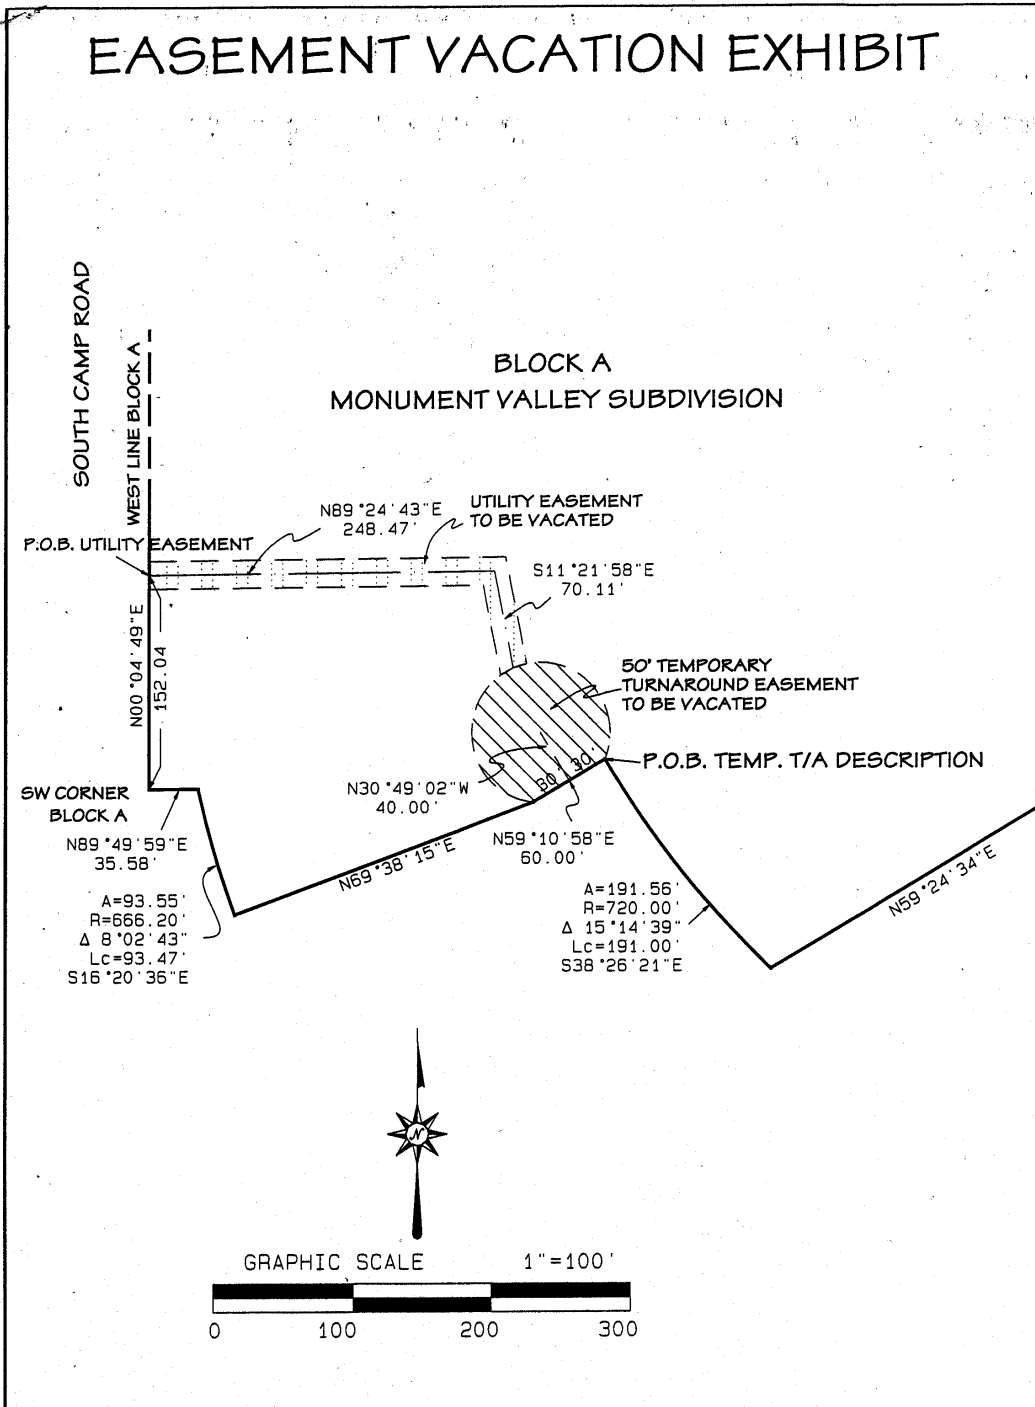 EASEMENT VACATION EXHIBIT
SOUTH CAMP ROAD
WEST LINE BLOCK A
BLOCK A
MONUMENT VALLEY SUBDIVISION
N89°24'43"E
248.47'
UTILITY EASEMENT
TO BE VACATED
P.O.B. UTILITY EASEMENT
S11°21'58"E
70.11'
N00°04'49"E
152.04
50' TEMPORARY
TURNAROUND EASEMENT
TO BE VACATED
P.O.B. TEMP. T/A DESCRIPTION
30' 30'
N30°49'02"W
40.00'
SW CORNER
BLOCK A
N89°49'59"E
35.58'
N59°10'58"E
60.00'
N69°38'15"E
A=93.55'
R=666.20'
Δ 8°02'43"
Lc=93.47'
S16°20'36"E
A=191.56'
R=720.00'
Δ 15°14'39"
Lc=191.00'
S38°26'21"E
N59°24'34"E
N
GRAPHIC SCALE 1"=100'
0 100 200 300